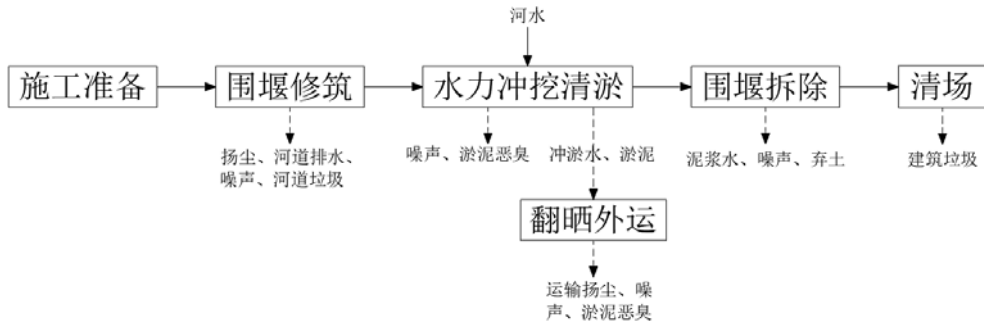 河水
施工准备
围堰修筑
水力冲挖清淤
围堰拆除
清场
扬尘、河道排水、
噪声、河道垃圾
噪声、淤泥恶臭
冲淤水、淤泥
泥浆水、噪声、弃土
建筑垃圾
翻晒外运
运输扬尘、噪
声、淤泥恶臭